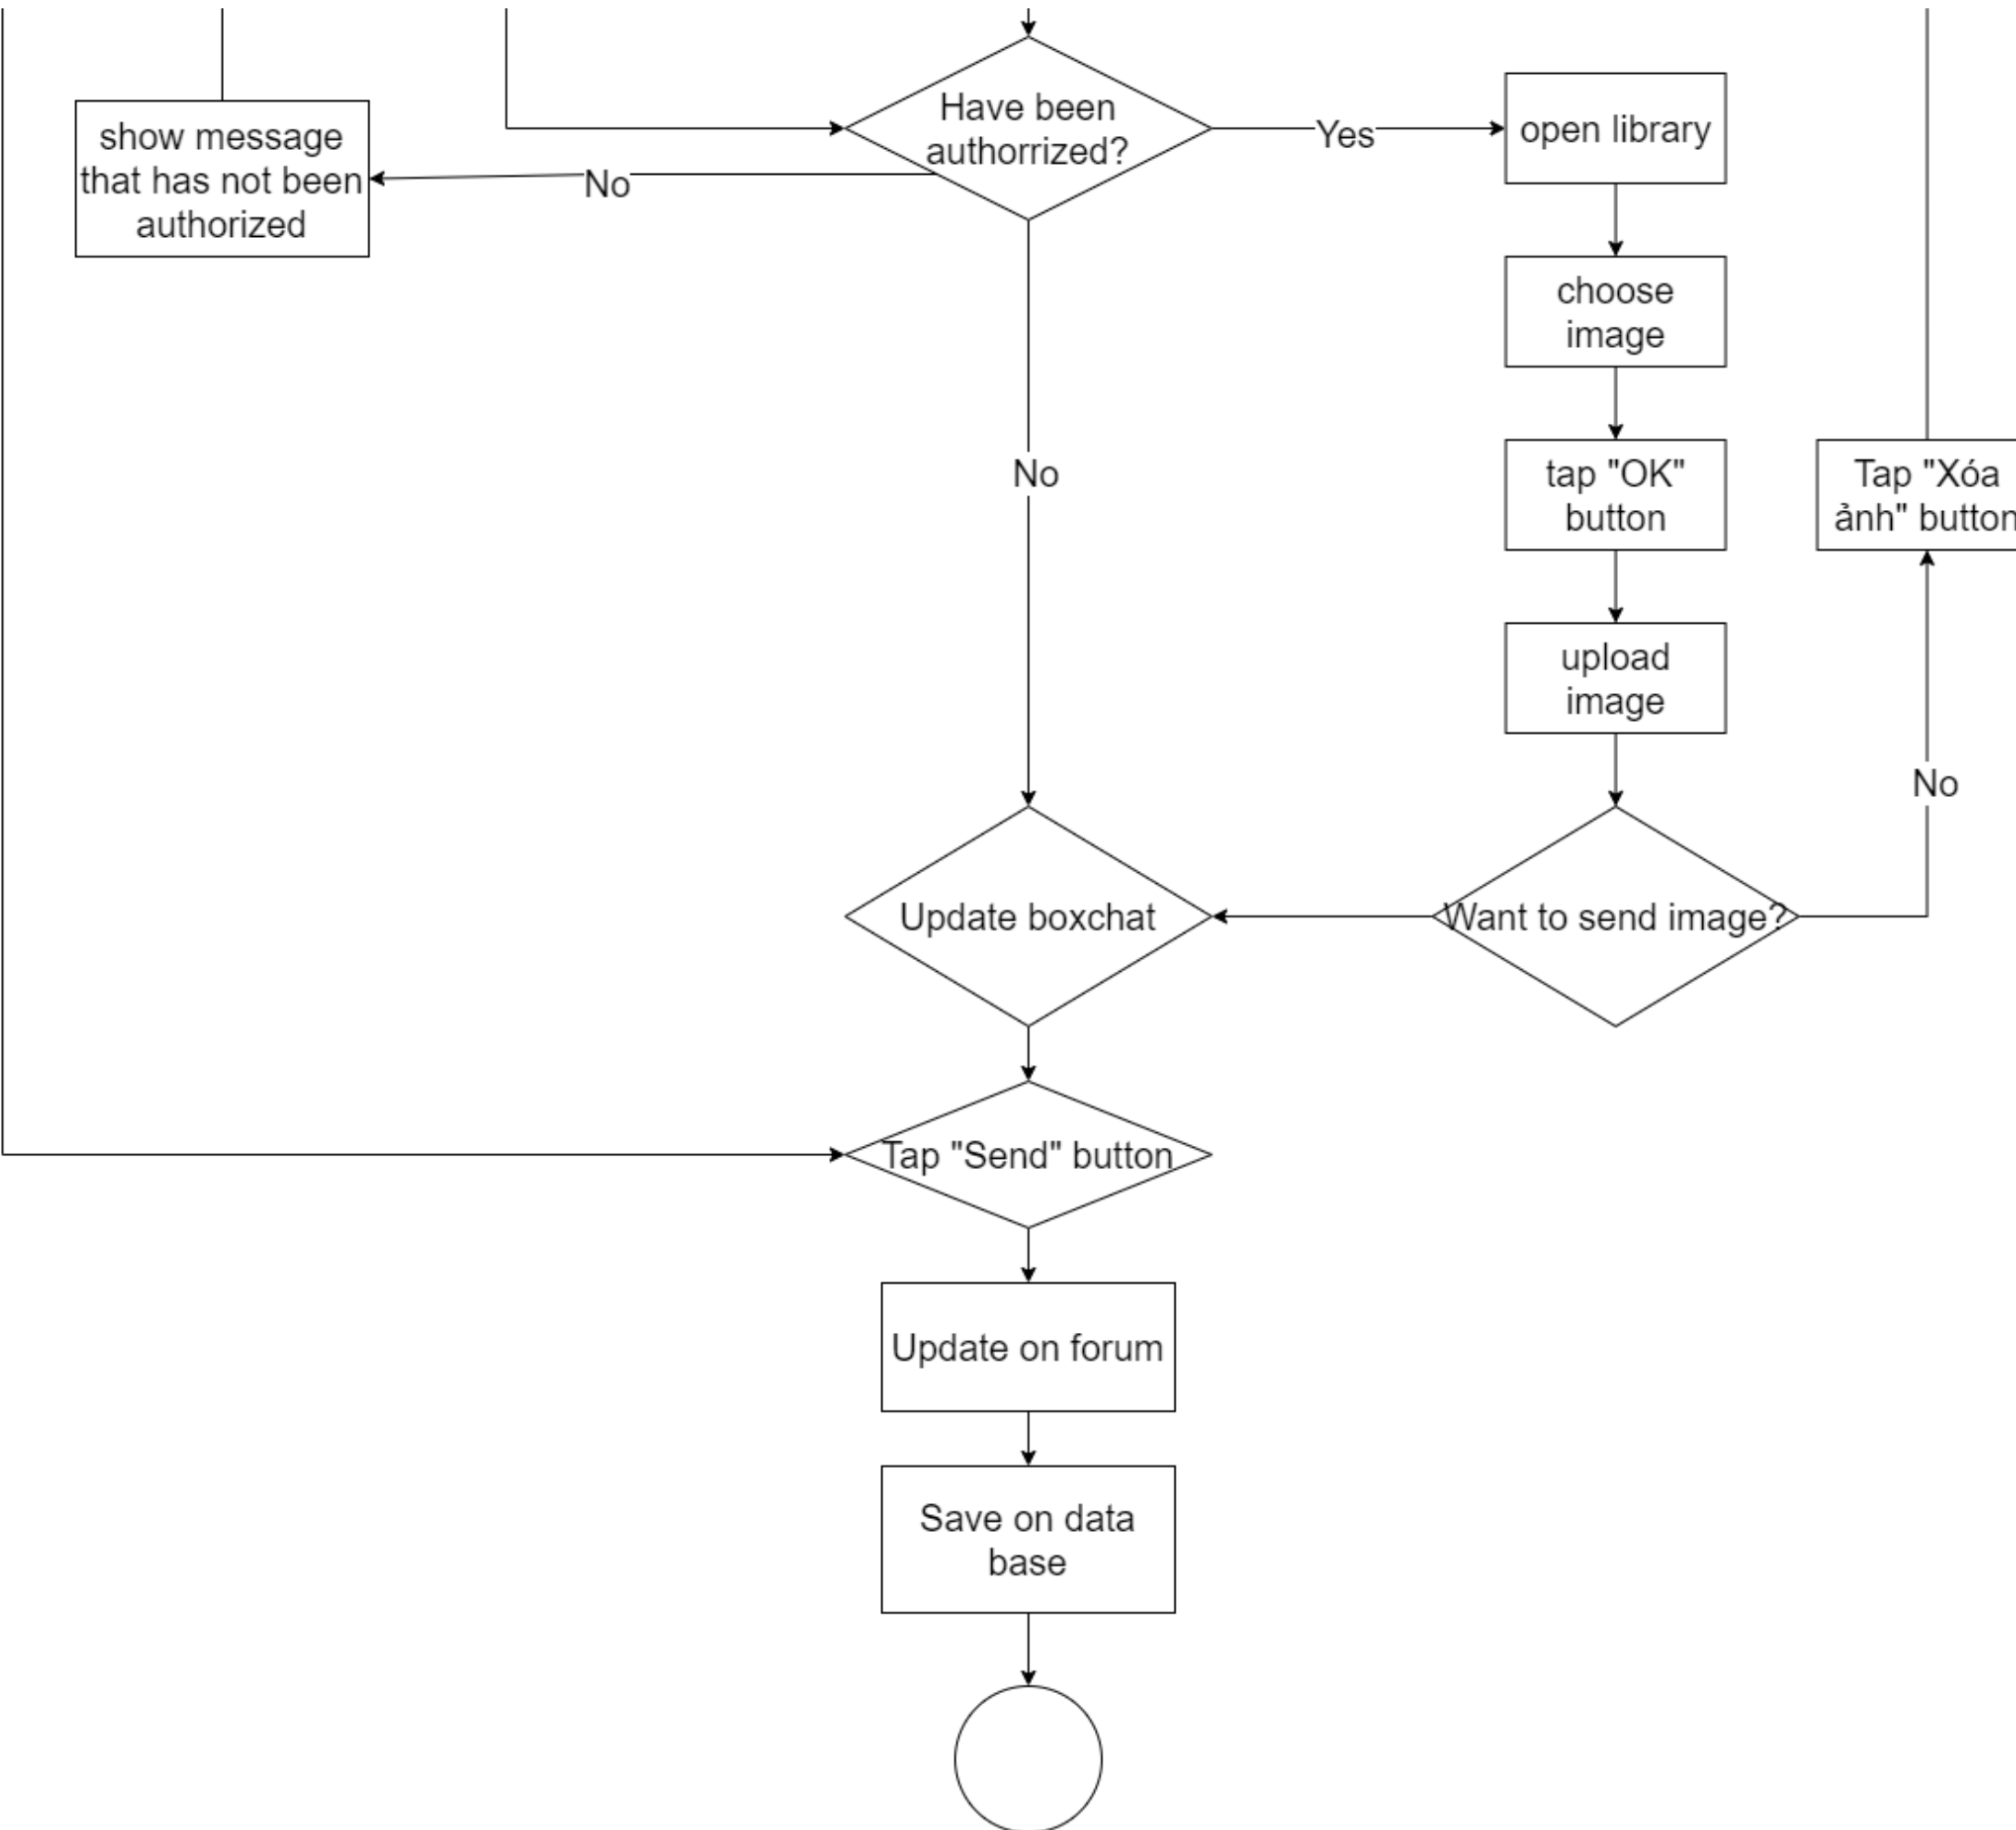 Have been
authorrized?
Yes
open library
show message
that has not been
authorized
No
choose
image
No
tap "OK"
button
Tap "Xóa
ảnh" button
upload
image
No
Update boxchat
Want to send image?
Tap "Send" button
Update on forum
Save on data
base